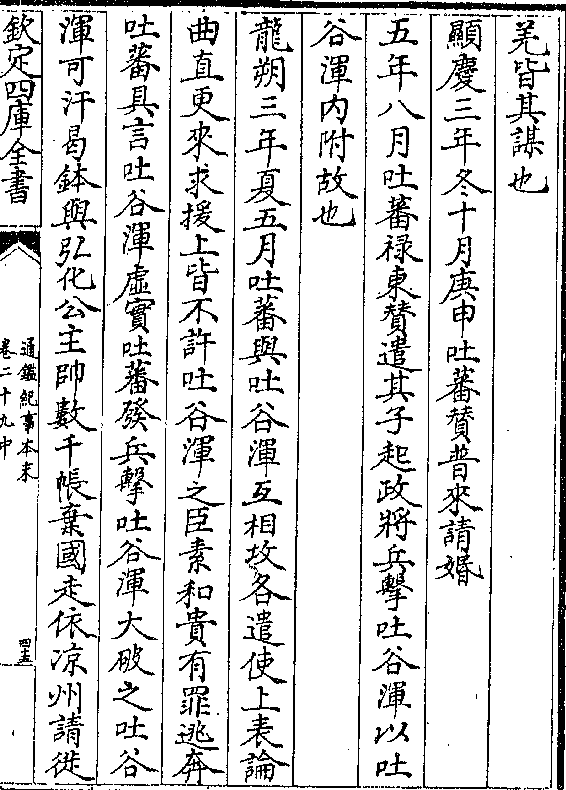 羌皆其謀也
顯慶三年冬十月庚申吐蕃贊普來請婚
五年八月吐蕃禄東贊遣其子起政將兵擊吐谷渾以吐
谷渾内附故也
龍朔三年夏五月吐蕃與吐谷渾互相攻各遣使上表論
曲直更來求援上皆不許吐谷渾之臣素和貴有罪逃奔
吐蕃具言吐谷渾虛實吐蕃發兵擊吐谷渾大破之吐谷
渾可汗曷鉢與弘化公主帥數千帳棄國走依凉州請徙
欽定四庫全書
通鑑紀事本末
卷二十九中
四五